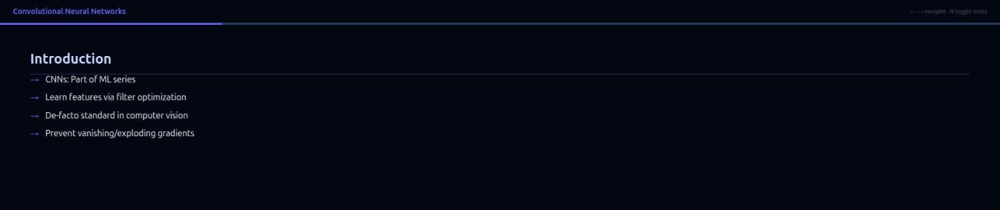 Convolutional Neural Networks
←→ navigate · N toggle notes
Introduction
→ CNNs: Part of ML series
→ Learn features via filter optimization
→ De-facto standard in computer vision
→ Prevent vanishing/exploding gradients